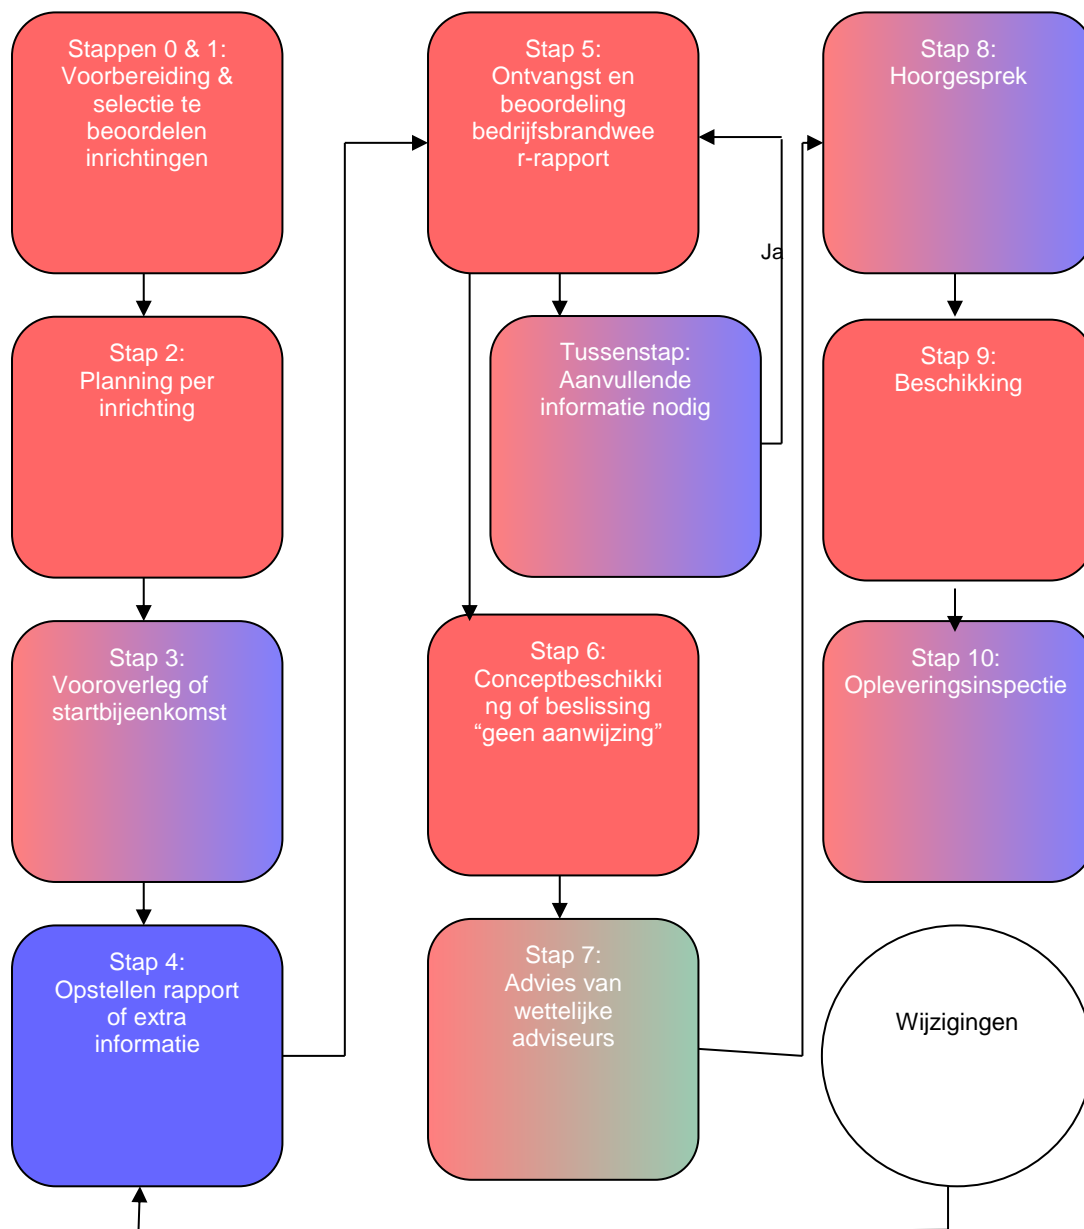 Stappen 0 & 1:
Voorbereiding &
selectie te
beoordelen
inrichtingen
Stap 2:
Planning per
inrichting
Stap 3:
Vooroverleg of
startbijeenkomst
Stap 4:
Opstellen rapport
of extra
informatie
Stap 5:
Ontvangst en
beoordeling
bedrijfsbrandwee
r-rapport
Ja
Tussenstap:
Aanvullende
informatie nodig
Stap 6:
Conceptbeschikki
ng of beslissing
“geen aanwijzing”
Stap 7:
Advies van
wettelijke
adviseurs
Stap 8:
Hoorgesprek
Stap 9:
Beschikking
Stap 10:
Opleveringsinspectie
Wijzigingen